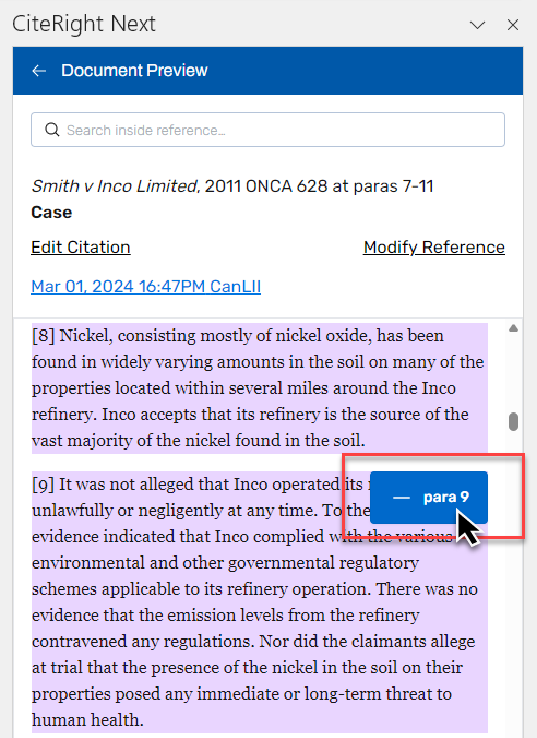 CiteRight Next
Document Preview
Search inside reference...
Smith v Inco Limited, 2011 ONCA 628 at paras 7-11
Case
Edit Citation Modify Reference
Mar 01, 2024 16:47PM CanLII
[8] Nickel, consisting mostly of nickel oxide, has been
found in widely varying amounts in the soil on many of the
properties located within several miles around the Inco
refinery. Inco accepts that its refinery is the source of the
vast majority of the nickel found in the soil.
[9] It was not alleged that Inco operated its
para 9
unlawfully or negligently at any time. To the
evidence indicated that Inco complied with the various
environmental and other governmental regulatory
schemes applicable to its refinery operation. There was no
evidence that the emission levels from the refinery
contravened any regulations. Nor did the claimants allege
at trial that the presence of the nickel in the soil on their
properties posed any immediate or long-term threat to
human health.